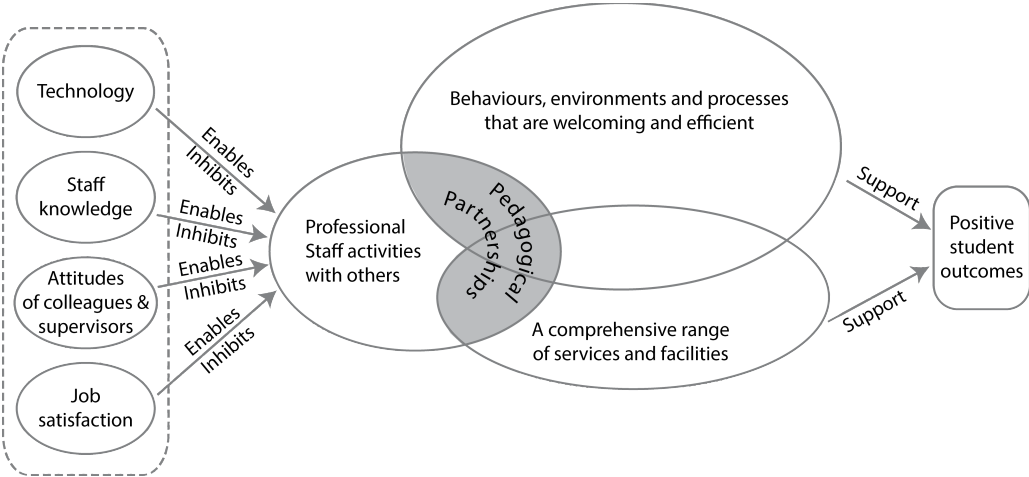 Technology
Staff
knowledge
Attitudes
of colleagues &
supervisors
Job
satisfaction
Enables
Inhibits
Enables
Inhibits
Enables
Inhibits
Enables
Inhibits
Professional
Staff activities
with others
Pedagogical
Partnerships
Behaviours, environments and processes
that are welcoming and efficient
A comprehensive range
of services and facilities
Support
Support
Positive
student
outcomes